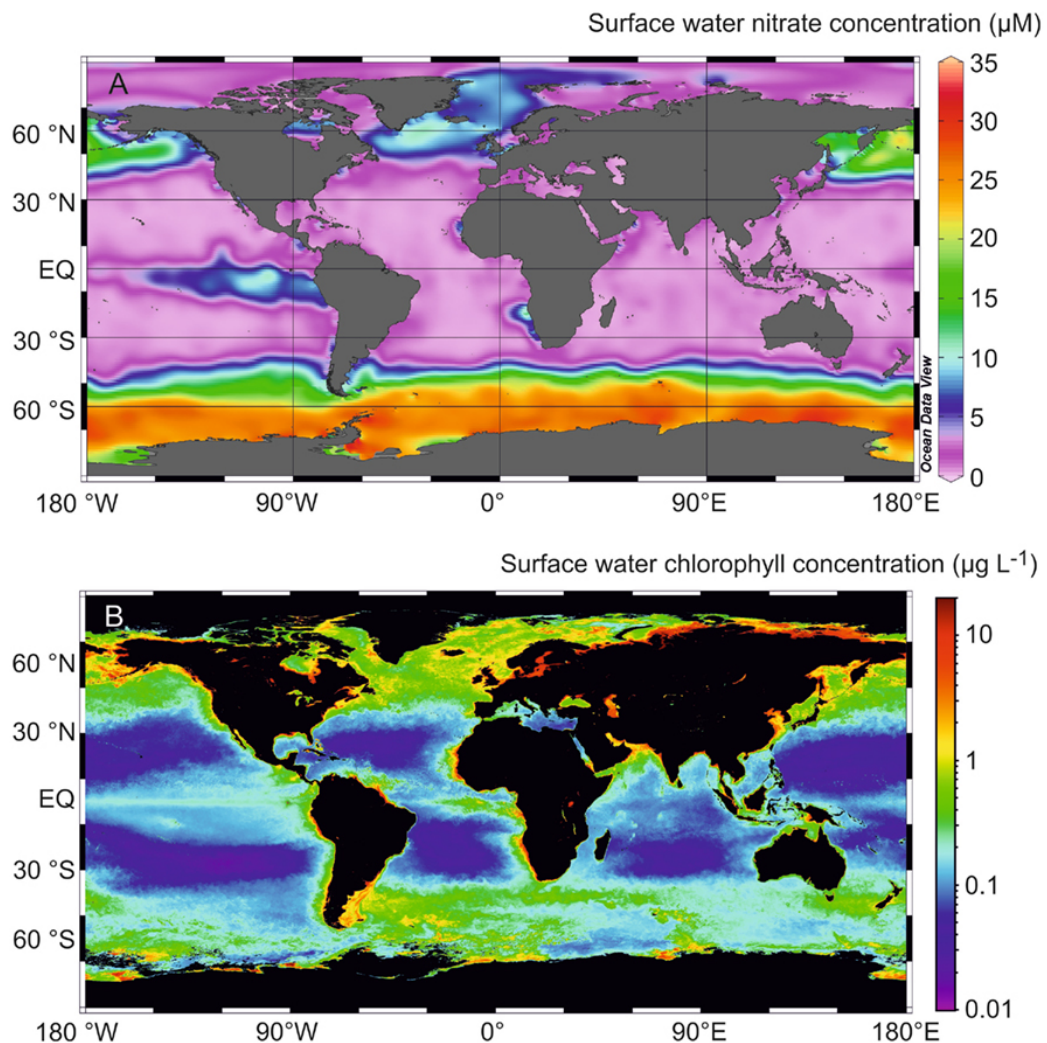 Surface water nitrate concentration (µM)
A
35
30
25
20
15
10
5
0
60 °N
30 °N
EQ
30 °S
60 °S
Ocean Data View
180 °W
90°W
0°
90°E
180°E
Surface water chlorophyll concentration (µg L-1)
B
10
1
0.1
0.01
60 °N
30 °N
EQ
30 °S
60 °S
180 °W
90°W
0°
90°E
180°E